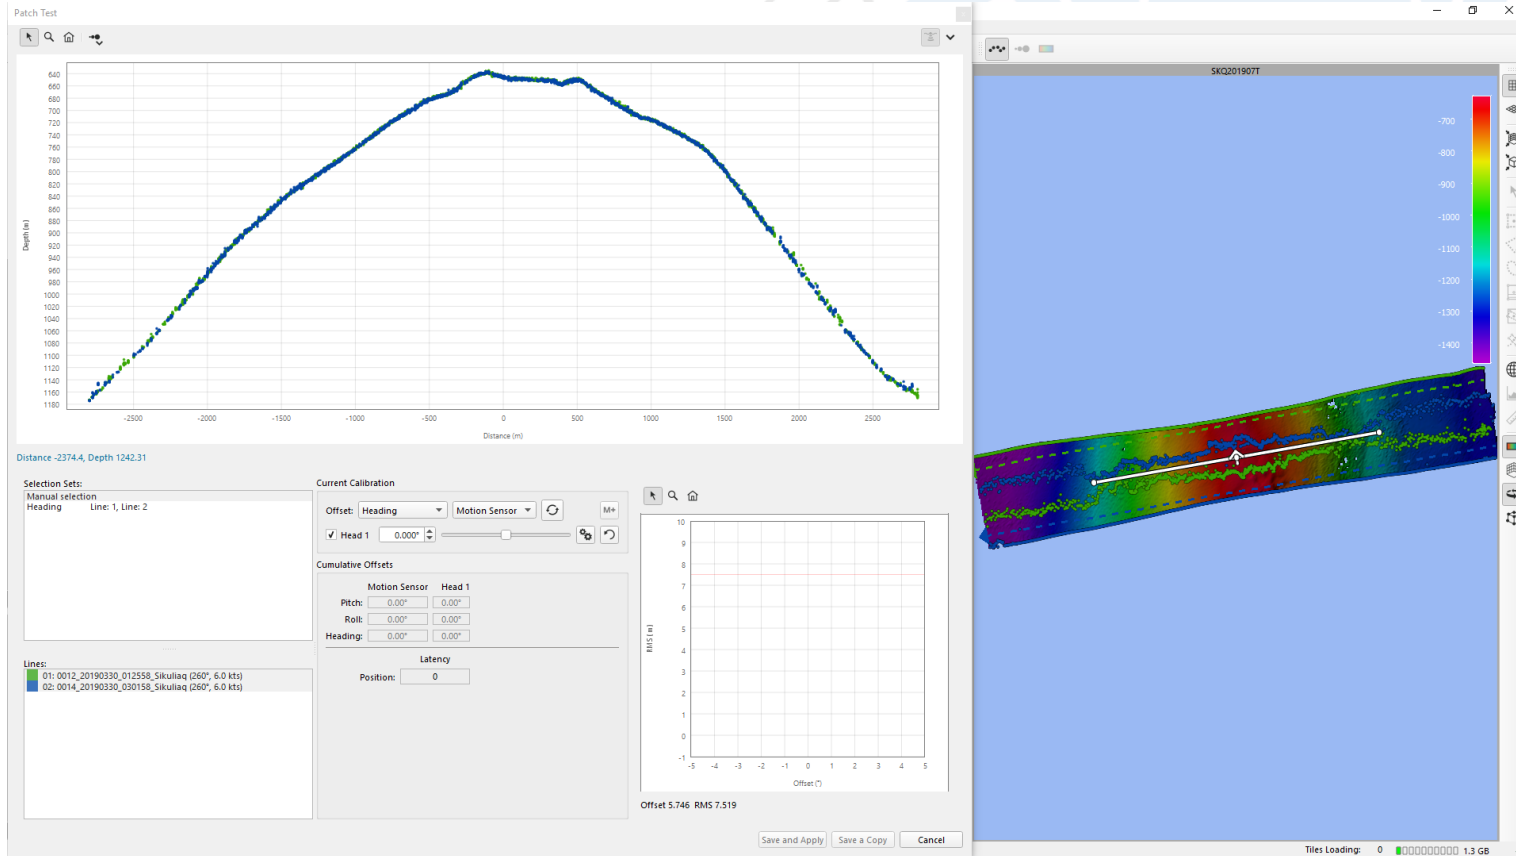 Patch Test
640
660
680
700
720
740
760
780
800
820
840
860
880
900
920
940
960
980
1000
1020
1040
1060
1080
1100
1120
1140
1160
1180
Depth (m)
-2500 -2000 -1500 -1000 -500 0 500 1000 1500 2000 2500
Distance (m)
Distance -2374.4, Depth 1242.31
Selection Sets:
Manual selection
Heading Line: 1, Line: 2
Lines:
01: 0012_20190330_012558_Sikuliaq (260°, 6.0 kts)
02: 0014_20190330_030158_Sikuliaq (260°, 6.0 kts)
Current Calibration
Offset: Heading Motion Sensor M+
Head 1 0.000°
Cumulative Offsets
Motion Sensor Head 1
Pitch: 0.00° 0.00°
Roll: 0.00° 0.00°
Heading: 0.00° 0.00°
Latency
Position: 0
10
9
8
7
6
5
4
3
2
1
0
-1
RMS (m)
-5 -4 -3 -2 -1 0 1 2 3 4 5
Offset (°)
Offset 5.746 RMS 7.519
Save and Apply Save a Copy Cancel
SKQ201907T
-700
-800
-900
-1000
-1100
-1200
-1300
-1400
Tiles Loading: 0 1.3 GB